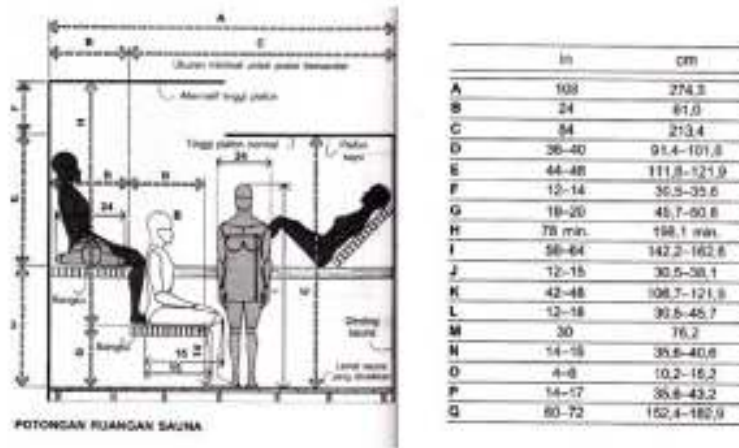 A
B C
Ukuran minimal untuk posisi bersandar
Alternatif tinggi plafon
Tinggi plafon normal
Plafon
24
24
Bangku
Bangku
Dinding
sauna
Lantai sauna
POTONGAN RUANGAN SAUNA
in cm
A 108 274,3
B 24 61,0
C 84 213,4
D 36–40 91,4–101,6
E 44–48 111,8–121,9
F 12–14 30,5–35,6
G 18–20 45,7–50,8
H 78 min. 198,1 min.
I 56–64 142,2–162,6
J 12–15 30,5–38,1
K 42–48 106,7–121,9
L 12–18 30,5–45,7
M 30 76,2
N 14–16 35,6–40,6
O 4–6 10,2–15,2
P 14–17 35,6–43,2
Q 60–72 152,4–182,9